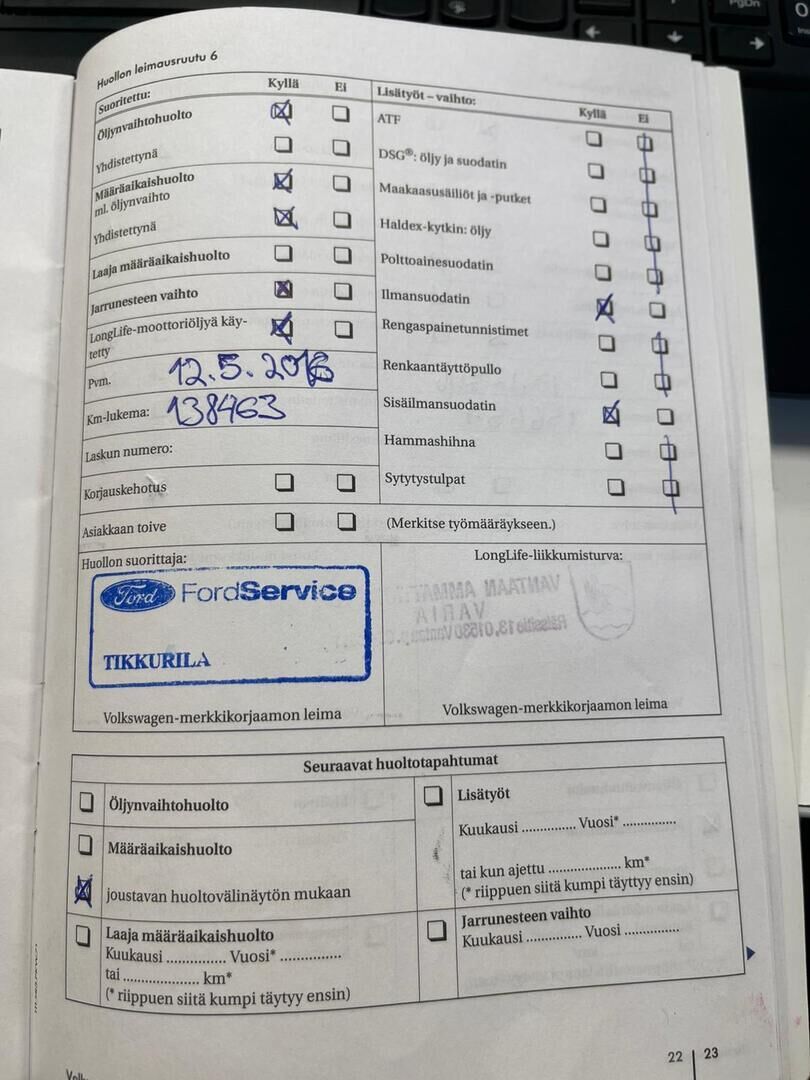 Huollon leimausruutu 6
Suoritettu: Kyllä Ei
Öljynvaihtohuolto
Yhdistettynä
Määräaikaishuolto
ml. öljynvaihto
Yhdistettynä
Laaja määräaikaishuolto
Jarrunesteen vaihto
LongLife-moottoriöljyä käy-
tetty
Pvm. 12.5.2016
Km-lukema: 138463
Laskun numero:
Korjauskehotus
Asiakkaan toive
Lisätyöt – vaihto: Kyllä Ei
ATF
DSG®: öljy ja suodatin
Maakaasusäiliöt ja -putket
Haldex-kytkin: öljy
Polttoainesuodatin
Ilmansuodatin
Rengaspainetunnistimet
Renkaantäyttöpullo
Sisäilmansuodatin
Hammashihna
Sytytystulpat
(Merkitse työmääräykseen.)
Huollon suorittaja:
Ford FordService
TIKKURILA
Volkswagen-merkkikorjaamon leima
LongLife-liikkumisturva:
VANTAAN AMMATTI
VARIA
Volkswagen-merkkikorjaamon leima
Seuraavat huoltotapahtumat
Öljynvaihtohuolto
Määräaikaishuolto
joustavan huoltovälinäytön mukaan
Laaja määräaikaishuolto
Kuukausi .............. Vuosi* ..............
tai .................... km*
(* riippuen siitä kumpi täytyy ensin)
Lisätyöt
Kuukausi .............. Vuosi* ..............
tai kun ajettu .................... km*
(* riippuen siitä kumpi täyttyy ensin)
Jarrunesteen vaihto
Kuukausi .............. Vuosi ..............
22 | 23